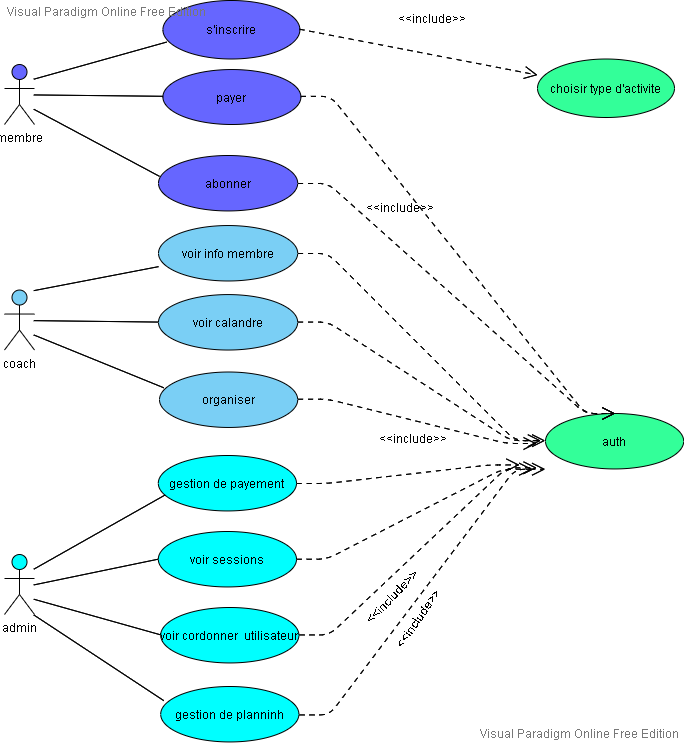 Visual Paradigm Online Free Edition
<<include>>
s'inscrire
choisir type d'activite
payer
membre
abonner
<<include>>
voir info membre
voir calandre
coach
organiser
<<include>>
auth
gestion de payement
voir sessions
<<include>>
<<include>>
admin
voir cordonner utilisateur
gestion de planninh
Visual Paradigm Online Free Edition